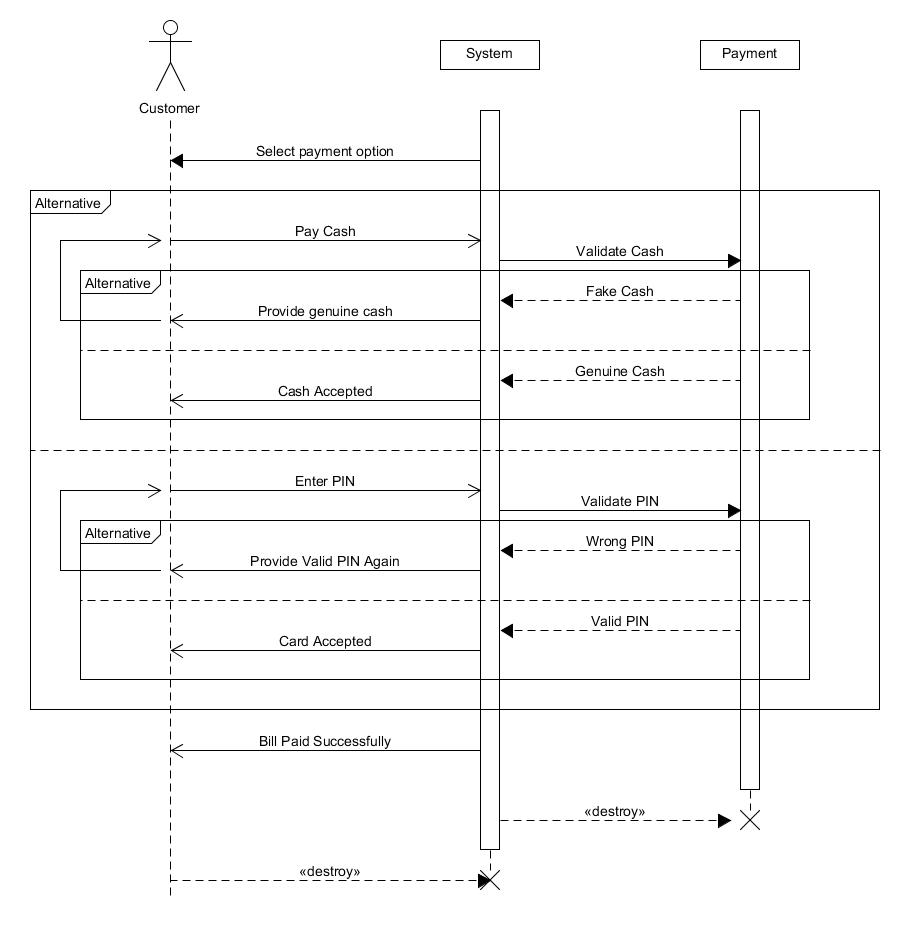 System
Payment
Customer
Select payment option
Alternative
Pay Cash
Validate Cash
Alternative
Fake Cash
Provide genuine cash
Genuine Cash
Cash Accepted
Enter PIN
Validate PIN
Alternative
Wrong PIN
Provide Valid PIN Again
Valid PIN
Card Accepted
Bill Paid Successfully
«destroy»
«destroy»